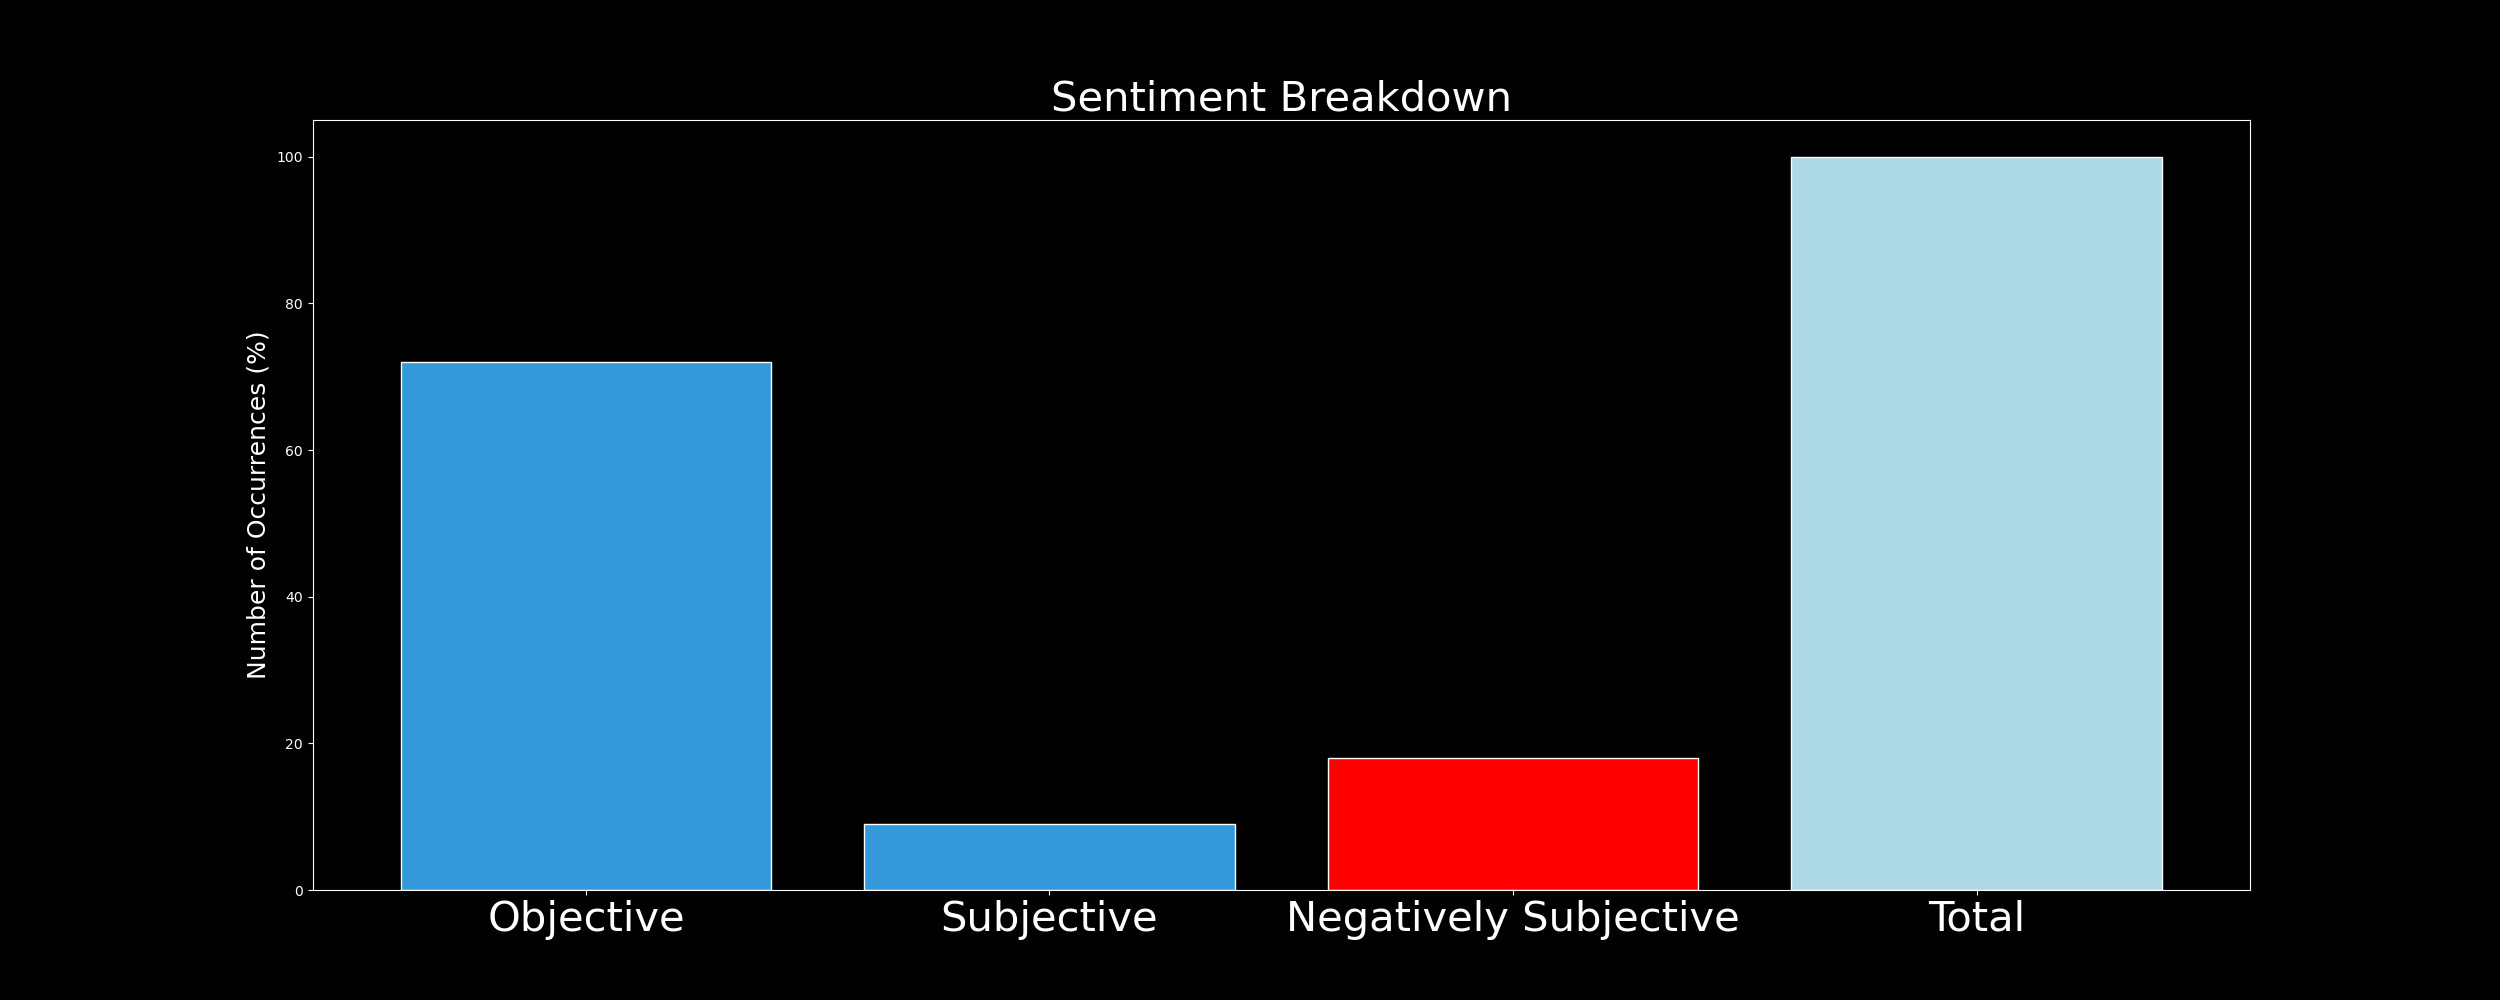 Sentiment Breakdown
Number of Occurrences (%)
100
80
60
40
20
0
Objective
Subjective
Negatively Subjective
Total